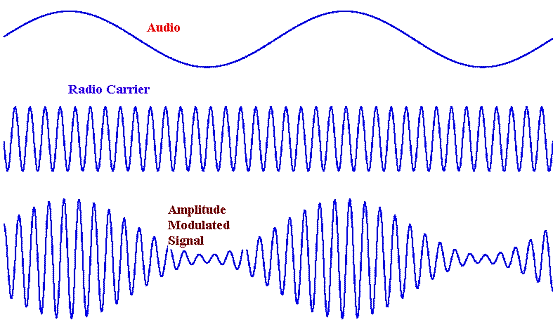 Audio
Radio Carrier
Amplitude
Modulated
Signal